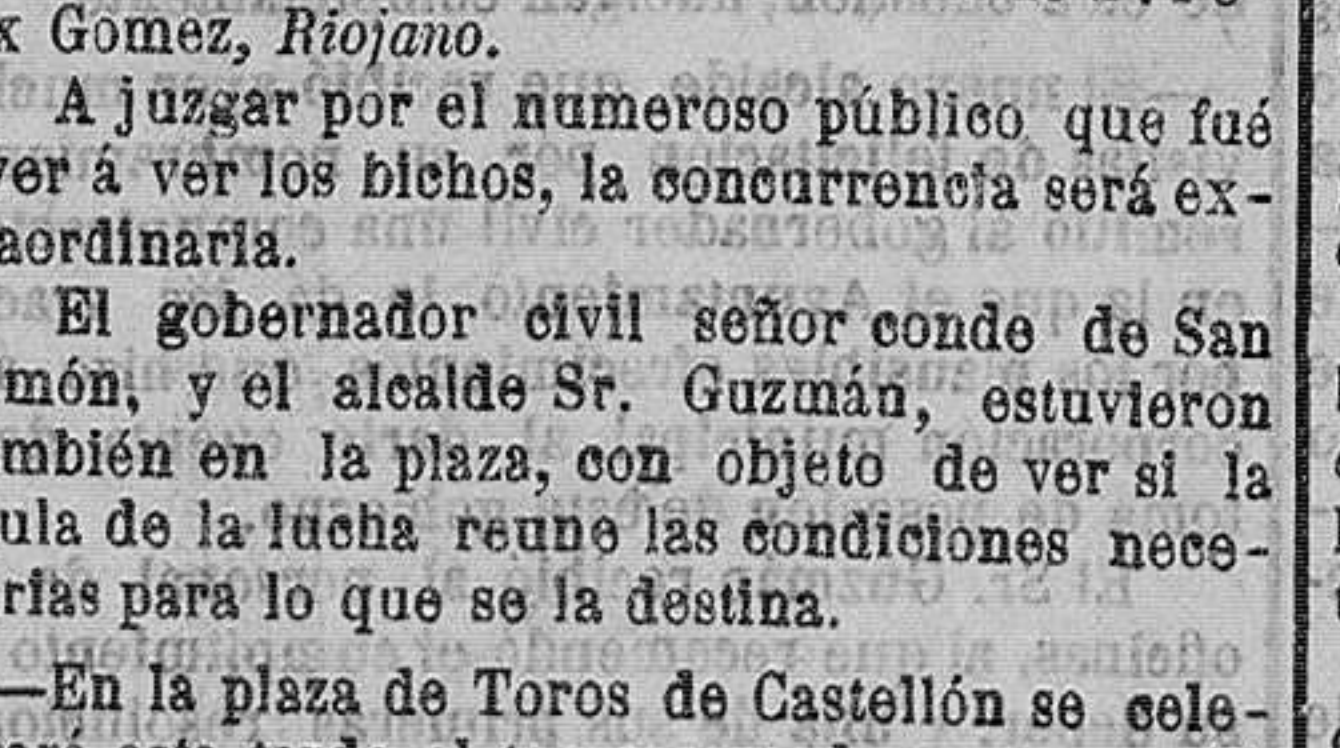 x Gomez, Riojano.
A juzgar por el numeroso público que fué
yer á ver los bichos, la concurrencia será ex-
aordinaria.
El gobernador civil señor conde de San
món, y el alcalde Sr. Guzmán, estuvieron
mbién en la plaza, con objeto de ver si la
ula de la lucha reune las condiciones nece-
rias para lo que se la destina.
—En la plaza de Toros de Castellón se cele-